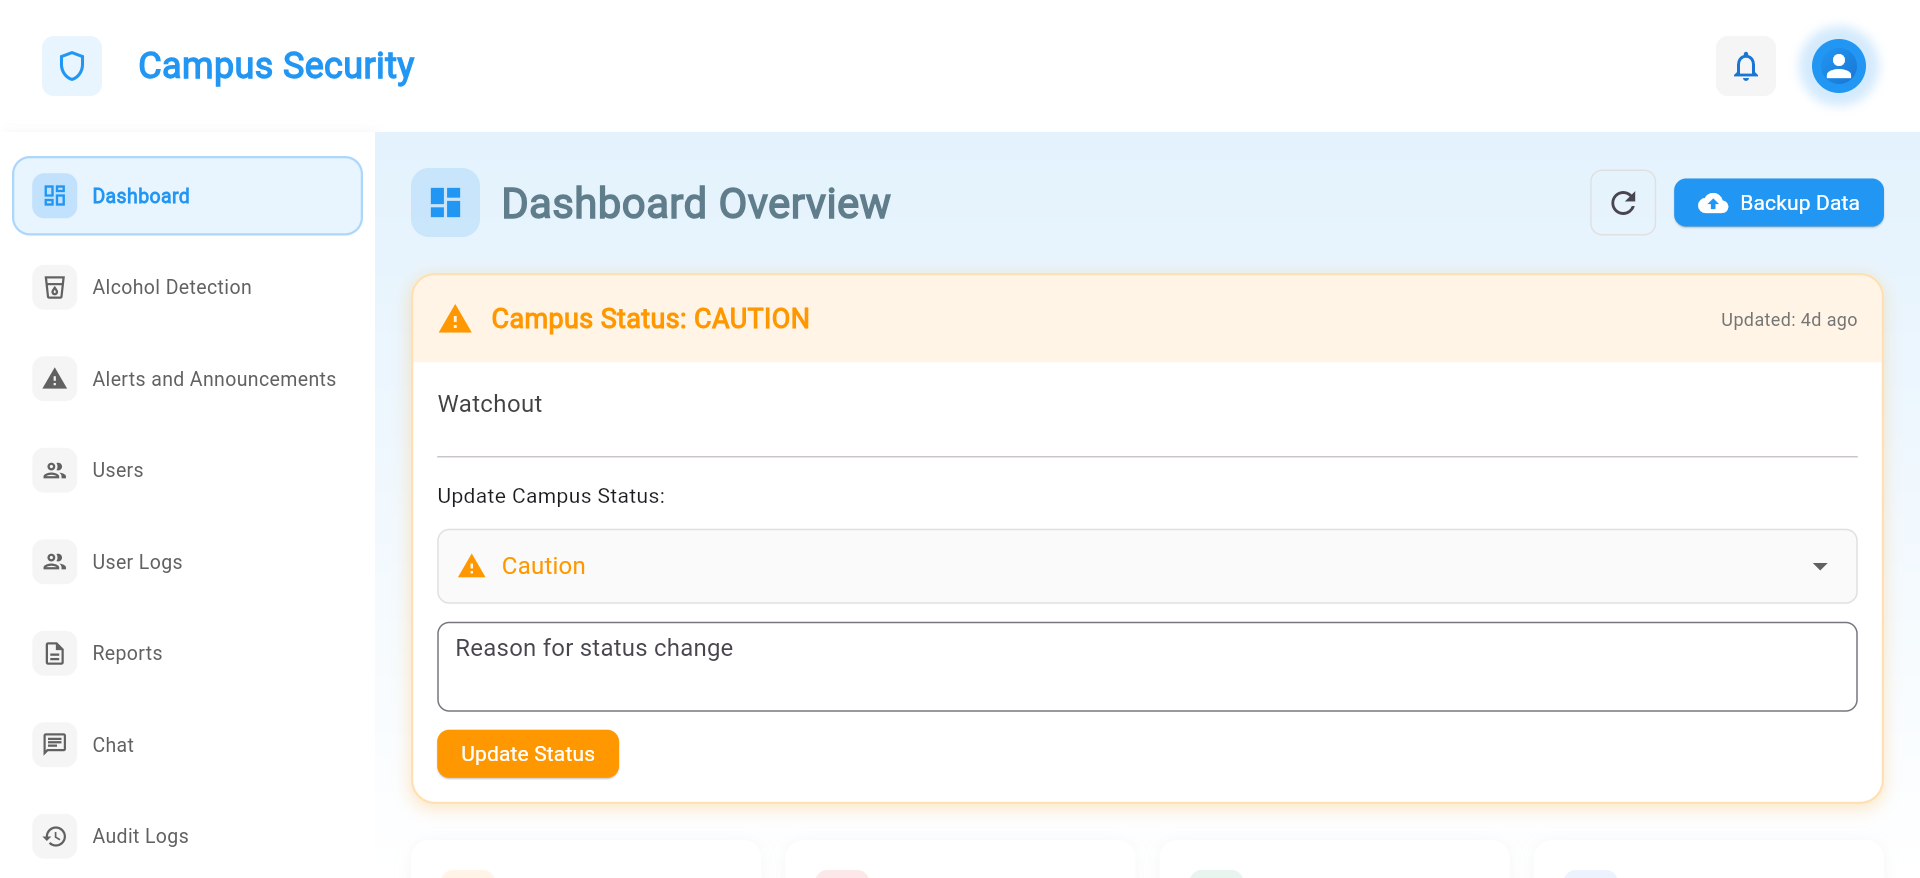 Campus Security
Dashboard
Alcohol Detection
Alerts and Announcements
Users
User Logs
Reports
Chat
Audit Logs
Dashboard Overview
Backup Data
Campus Status: CAUTION
Updated: 4d ago
Watchout
Update Campus Status:
Caution
Reason for status change
Update Status